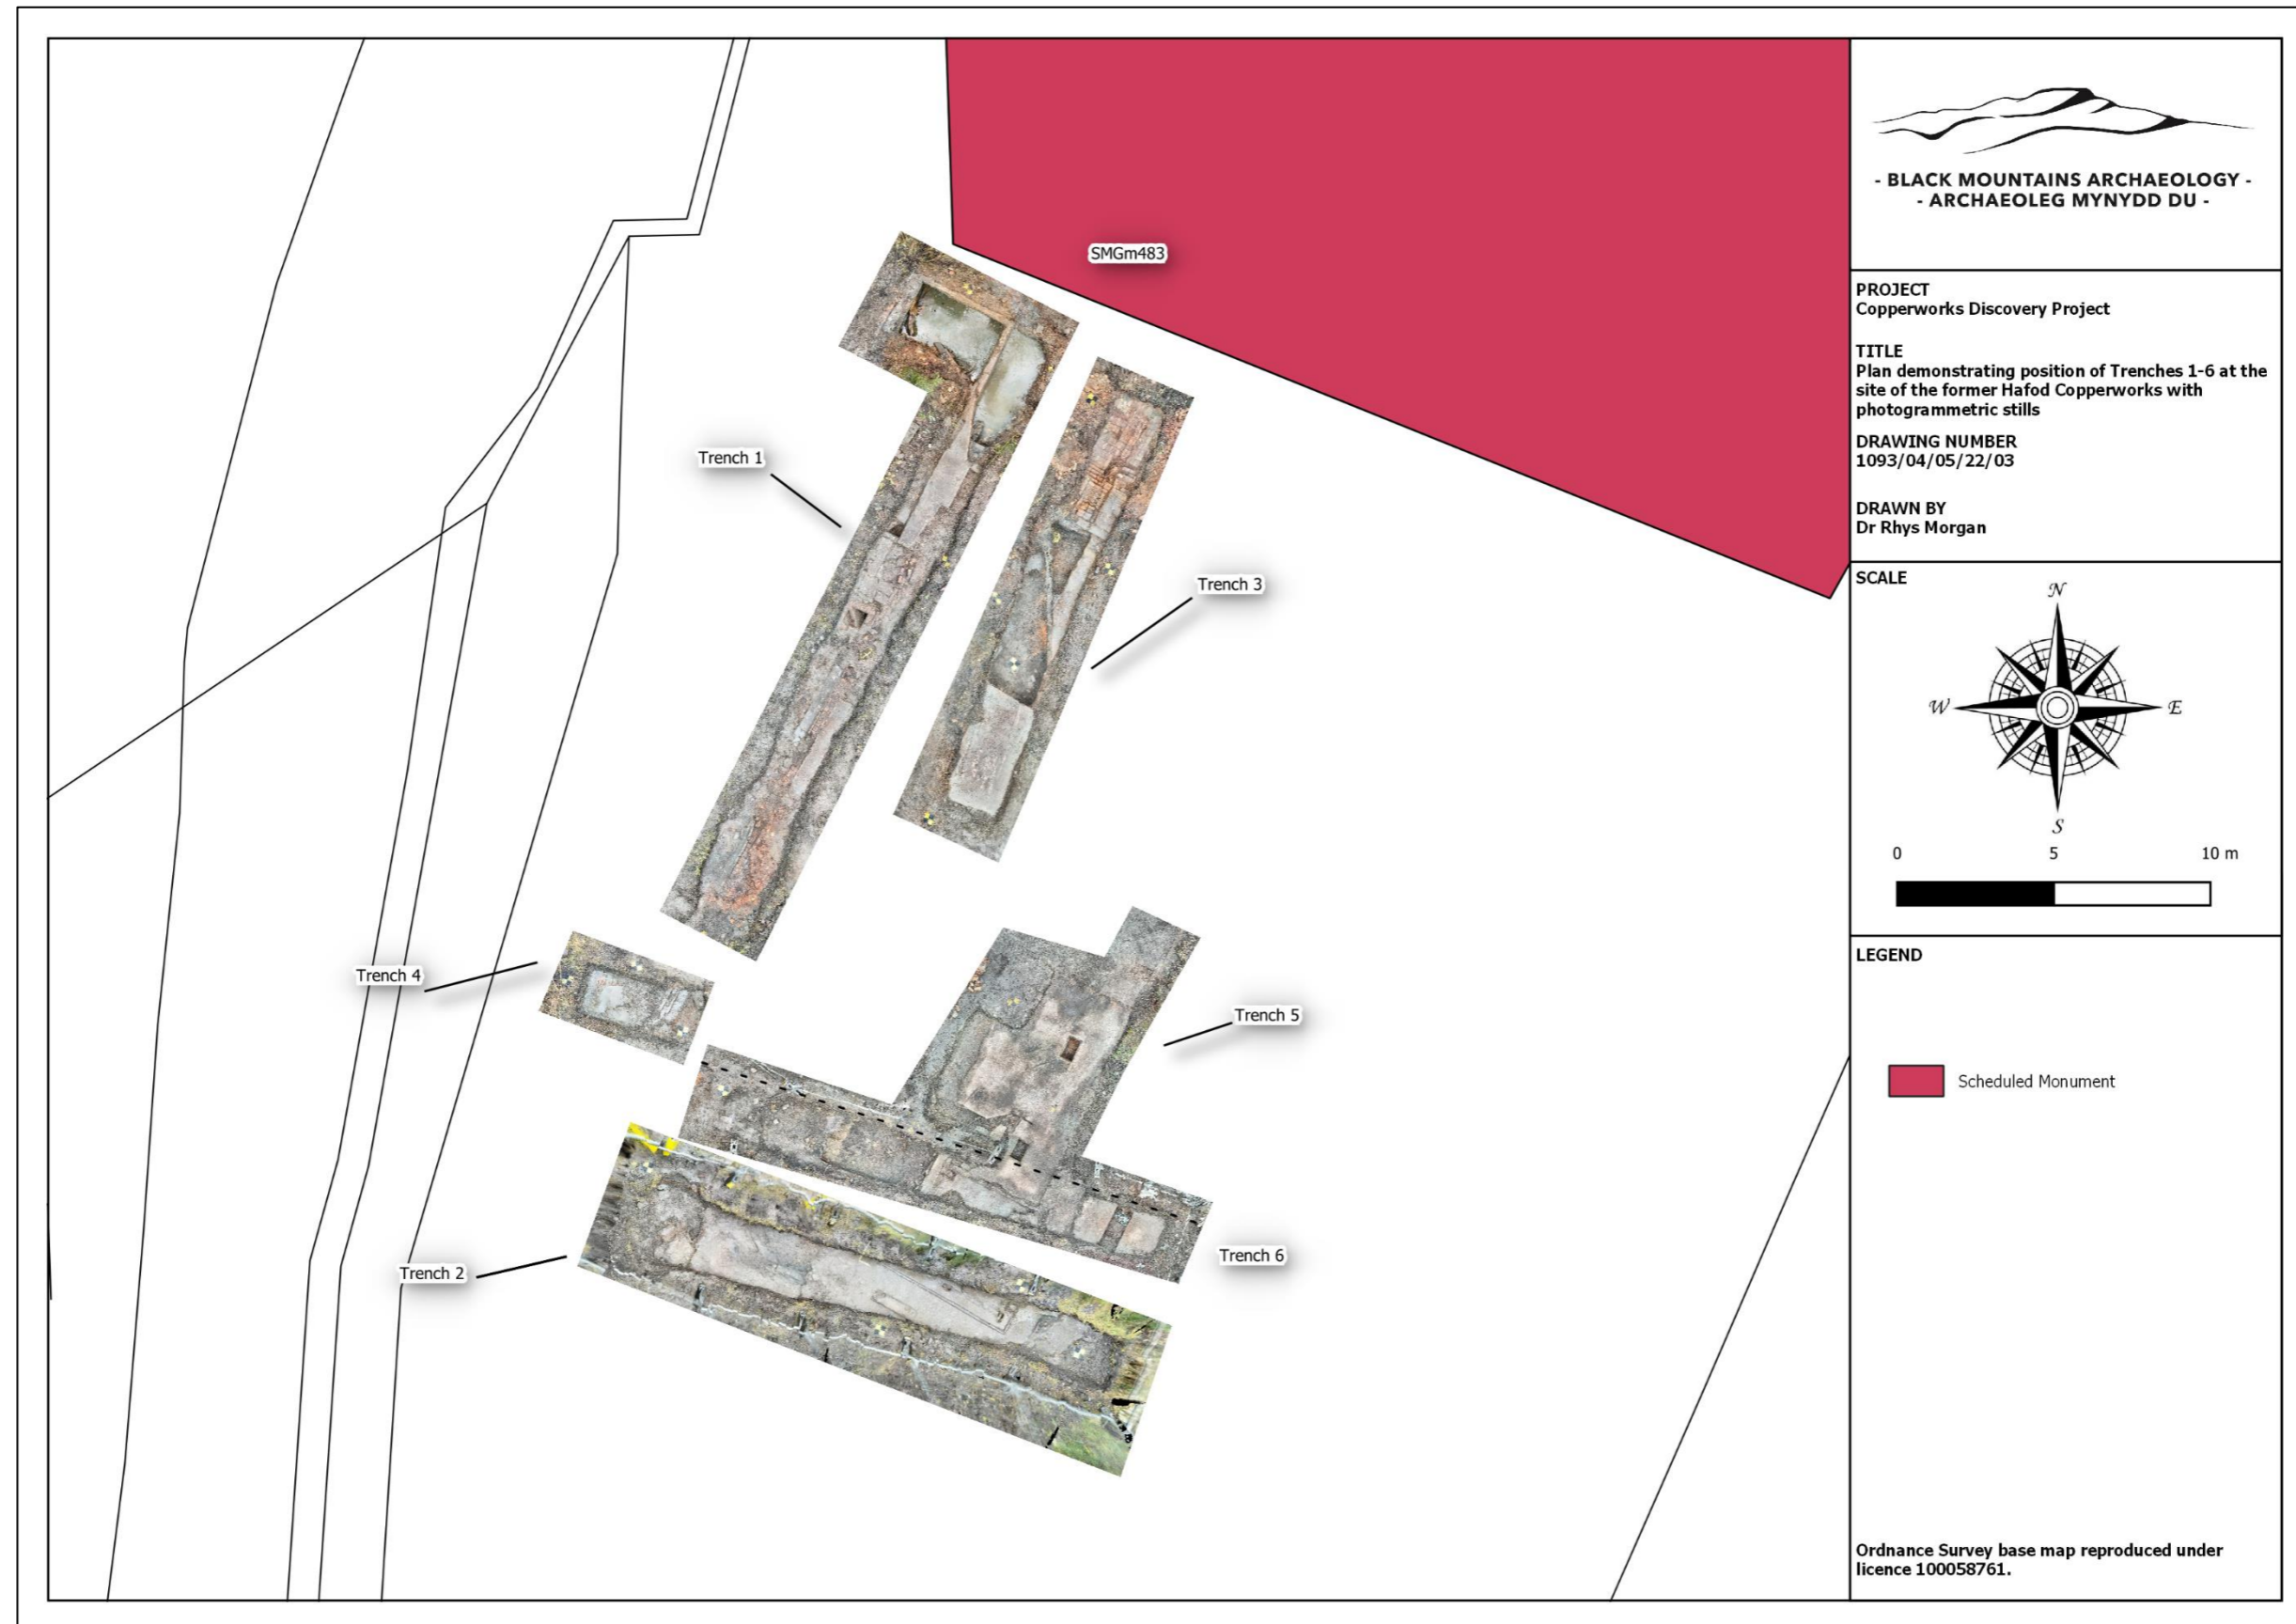 SMGm483
Trench 1
Trench 3
Trench 4
Trench 5
Trench 2
Trench 6
- BLACK MOUNTAINS ARCHAEOLOGY -
- ARCHAEOLEG MYNYDD DU -
PROJECT
Copperworks Discovery Project
TITLE
Plan demonstrating position of Trenches 1-6 at the
site of the former Hafod Copperworks with
photogrammetric stills
DRAWING NUMBER
1093/04/05/22/03
DRAWN BY
Dr Rhys Morgan
SCALE
N
W E
S
0 5 10 m
LEGEND
Scheduled Monument
Ordnance Survey base map reproduced under
licence 100058761.